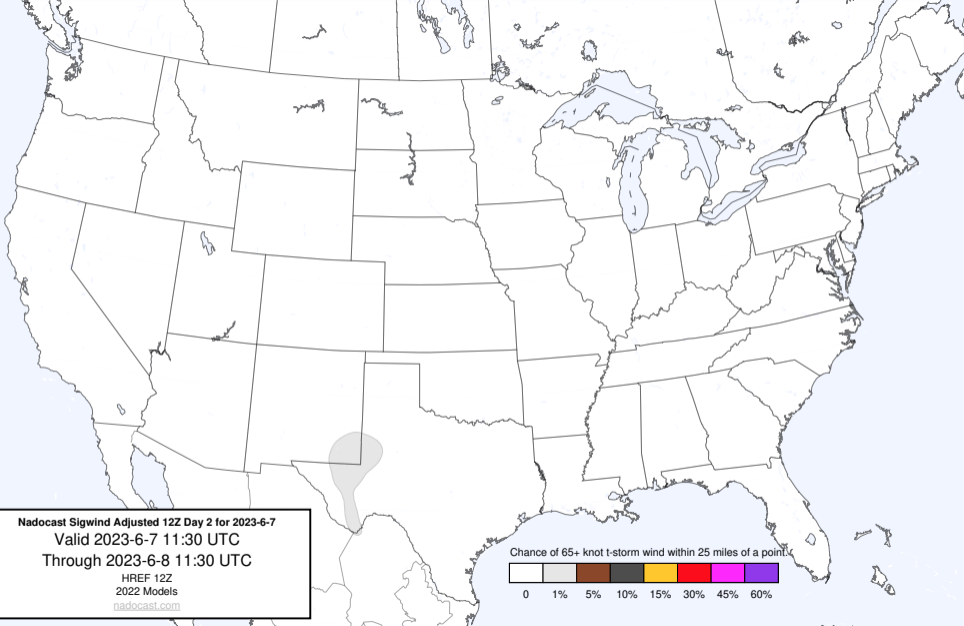 Nadocast Sigwind Adjusted 12Z Day 2 for 2023-6-7
Valid 2023-6-7 11:30 UTC
Through 2023-6-8 11:30 UTC
HREF 12Z
2022 Models
nadocast.com
Chance of 65+ knot t-storm wind within 25 miles of a point.
0 1% 5% 10% 15% 30% 45% 60%